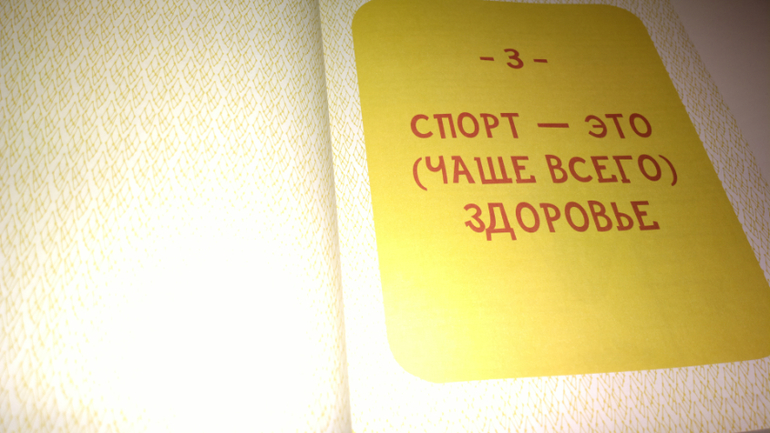 - 3 -
СПОРТ — ЭТО
(ЧАЩЕ ВСЕГО)
ЗДОРОВЬЕ